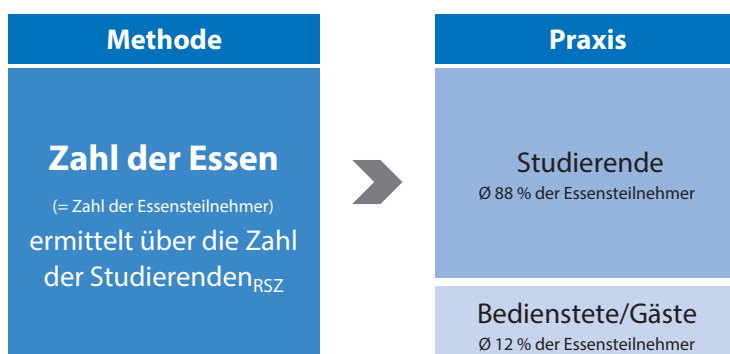 Methode
Zahl der Essen
(= Zahl der Essensteilnehmer)
ermittelt über die Zahl
der Studierenden_RSZ
Praxis
Studierende
Ø 88 % der Essensteilnehmer
Bedienstete/Gäste
Ø 12 % der Essensteilnehmer